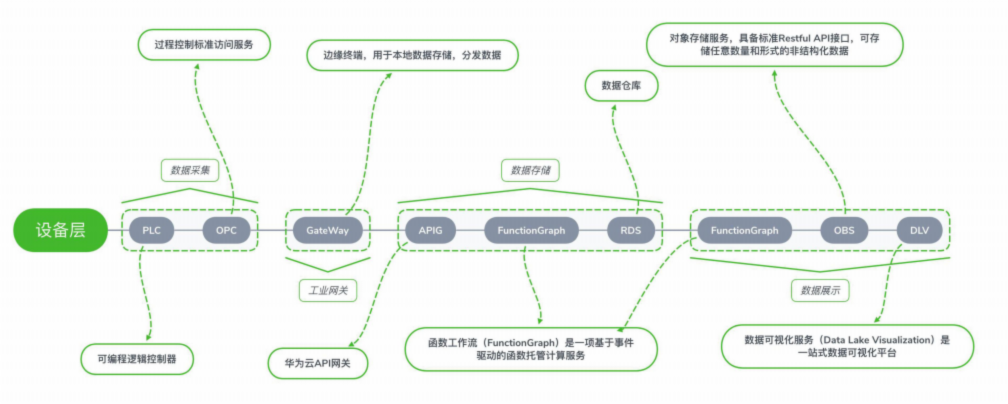 过程控制标准访问服务
边缘终端，用于本地数据存储，分发数据
对象存储服务，具备标准Restful API接口，可存
储任意数量和形式的非结构化数据
数据仓库
数据采集
数据存储
设备层
PLC
OPC
GateWay
APIG
FunctionGraph
RDS
FunctionGraph
OBS
DLV
工业网关
数据展示
可编程逻辑控制器
华为云API网关
函数工作流（FunctionGraph）是一项基于事件
驱动的函数托管计算服务
数据可视化服务（Data Lake Visualization）是
一站式数据可视化平台